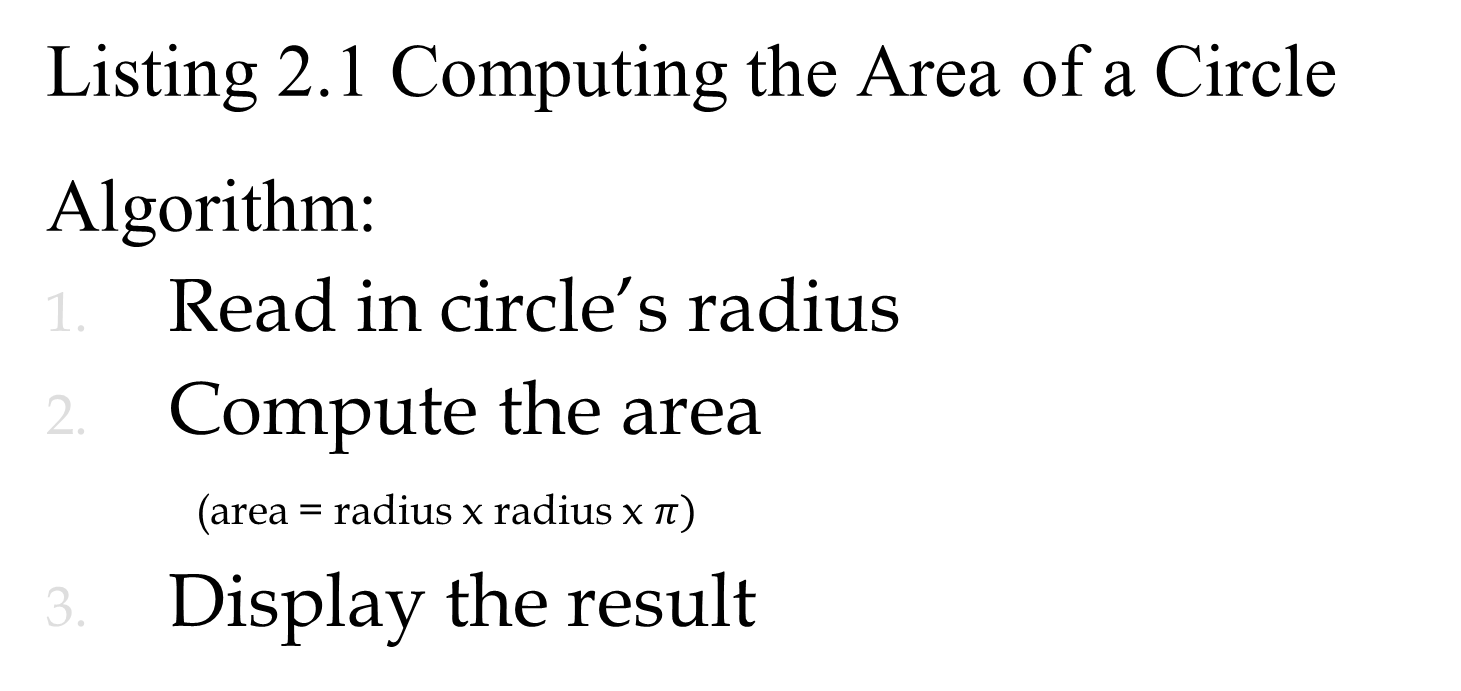 Listing 2.1 Computing the Area of a Circle
Algorithm:
1. Read in circle’s radius
2. Compute the area
(area = radius x radius x π)
3. Display the result